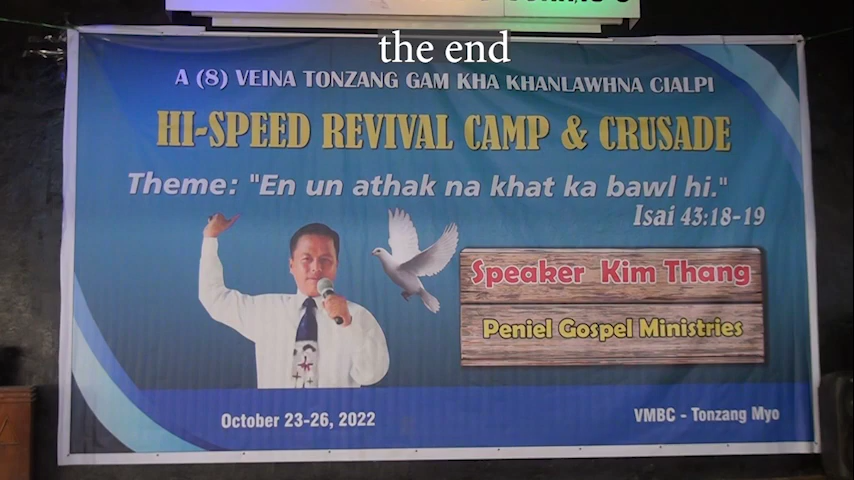 the end
A (8) VEINA TONZANG GAM KHA KHANLAWHNA CIALPI
HI-SPEED REVIVAL CAMP & CRUSADE
Theme: "En un athak na khat ka bawl hi."
Isai 43:18-19
Speaker Kim Thang
Peniel Gospel Ministries
October 23-26, 2022
VMBC - Tonzang Myo